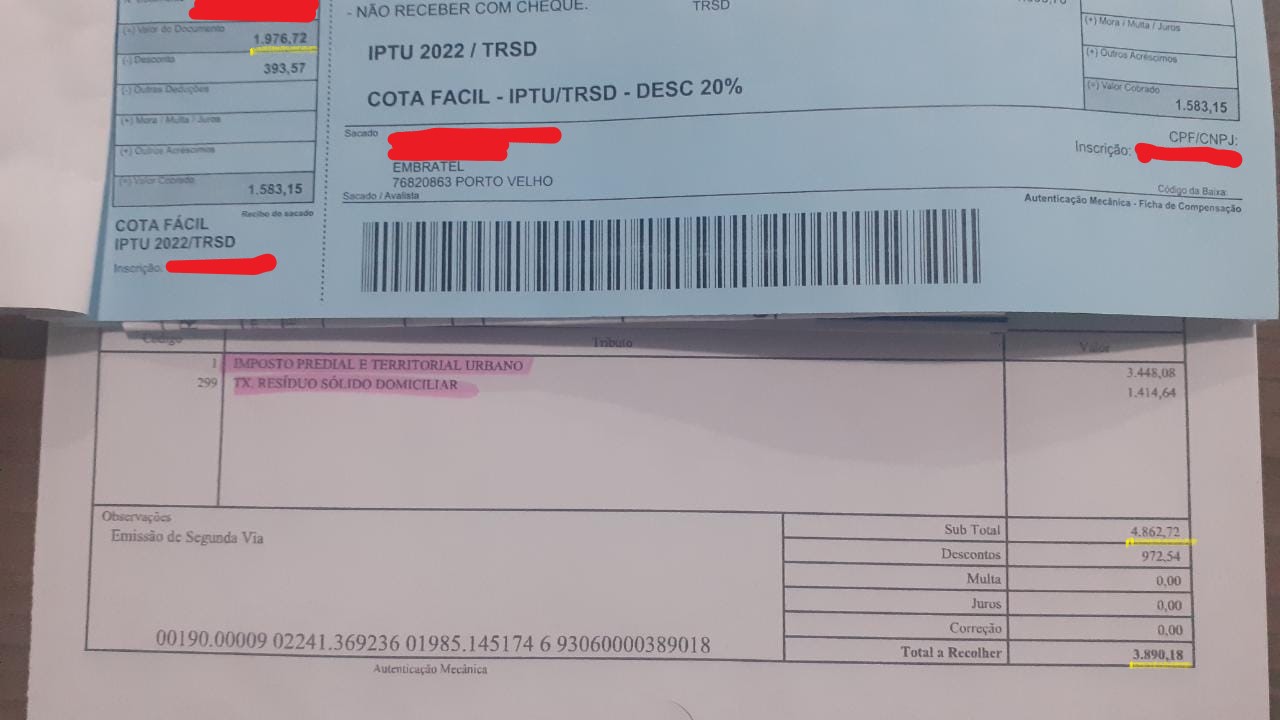 (=) Valor do Documento
1.976,72
(-) Desconto
393,57
(-) Outras Deduções
(+) Mora / Multa / Juros
(+) Outros Acréscimos
(=) Valor Cobrado
1.583,15
Recibo do sacado
COTA FÁCIL
IPTU 2022/TRSD
Inscrição:
- NÃO RECEBER COM CHEQUE.
TRSD
IPTU 2022 / TRSD
COTA FACIL - IPTU/TRSD - DESC 20%
(+) Mora / Multa / Juros
(+) Outros Acréscimos
(=) Valor Cobrado
1.583,15
Sacado
EMBRATEL
76820863 PORTO VELHO
Sacado / Avalista
CPF/CNPJ:
Inscrição:
Código da Baixa:
Autenticação Mecânica - Ficha de Compensação
Código Tributo Valor
1 IMPOSTO PREDIAL E TERRITORIAL URBANO 3.448,08
299 TX. RESÍDUO SÓLIDO DOMICILIAR 1.414,64
Observações
Emissão de Segunda Via
Sub Total 4.862,72
Descontos 972,54
Multa 0,00
Juros 0,00
Correção 0,00
Total a Recolher 3.890,18
00190.00009 02241.369236 01985.145174 6 93060000389018
Autenticação Mecânica